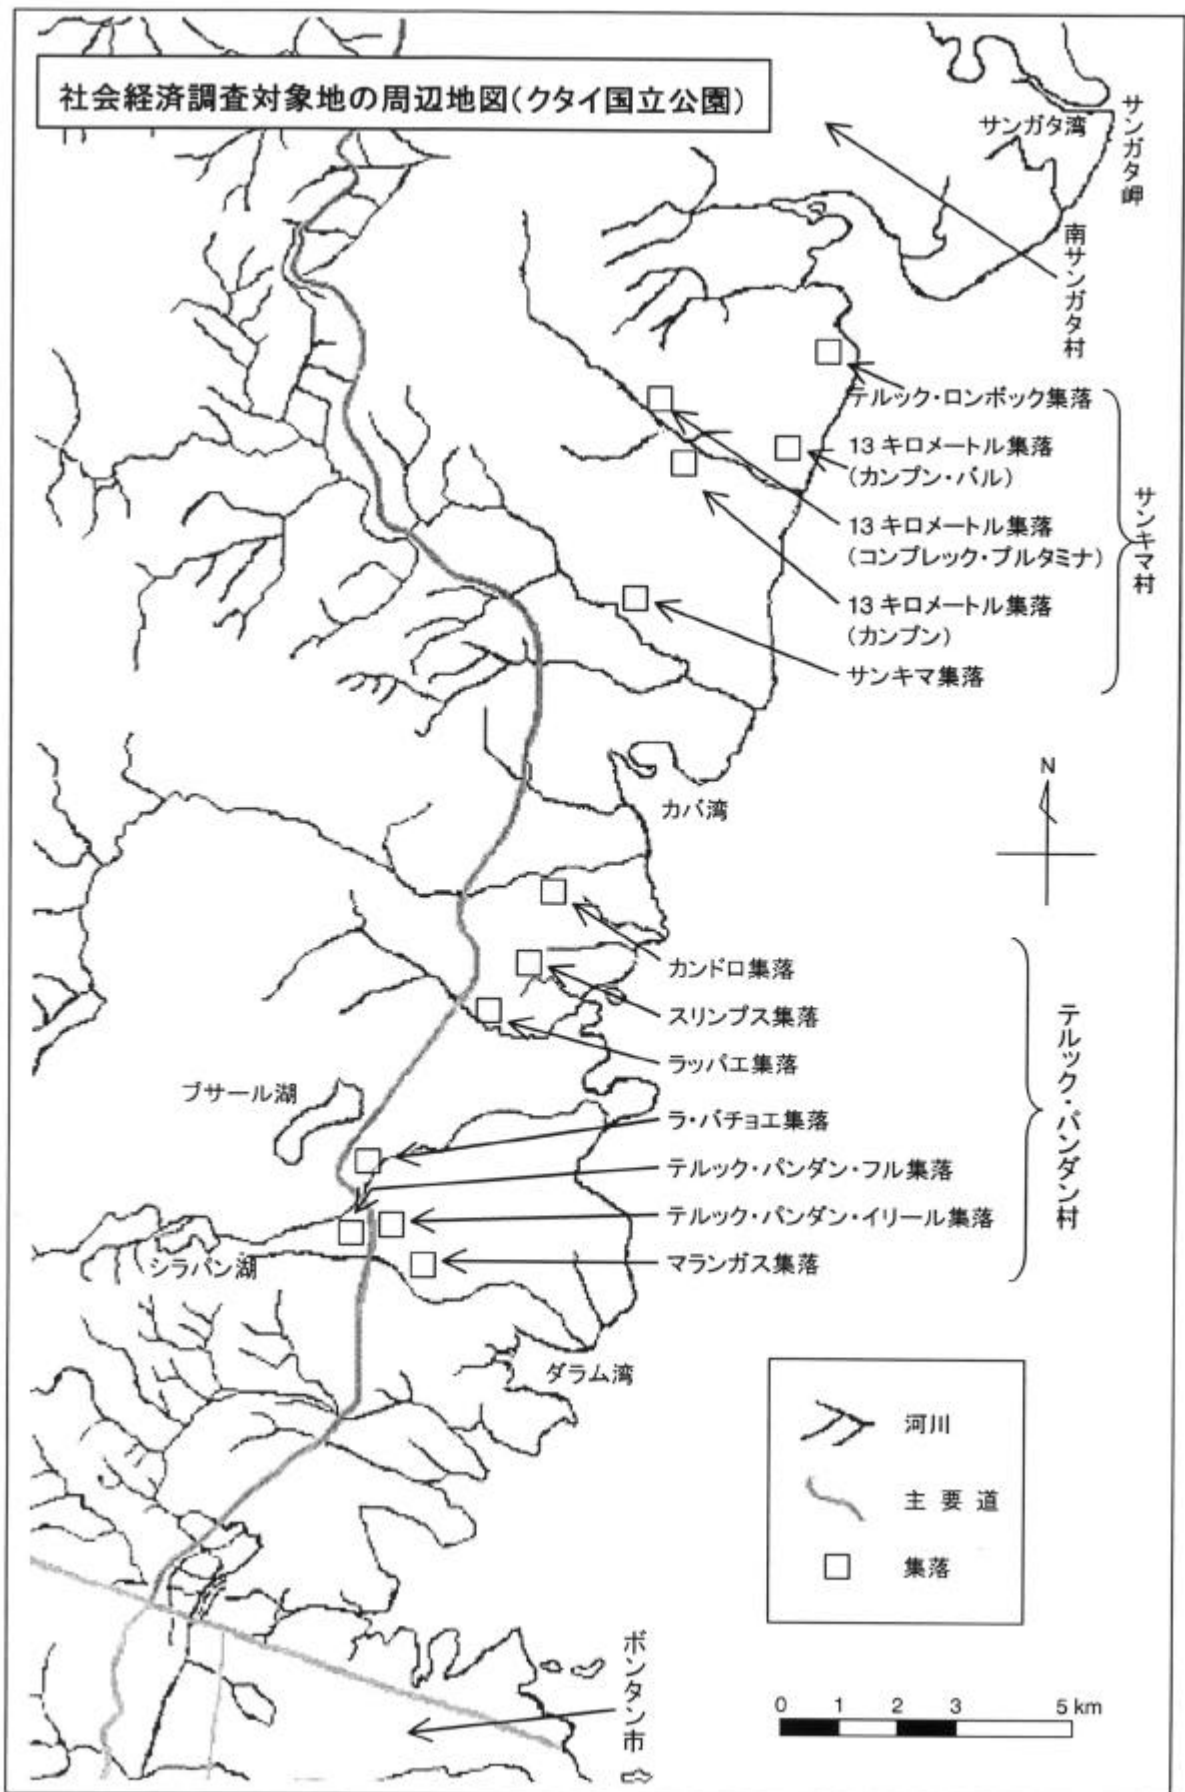 社会経済調査対象地の周辺地図(クタイ国立公園)
サンガタ湾
サンガタ岬
南サンガタ村
テルック・ロンボック集落
13 キロメートル集落
(カンプン・バル)
13 キロメートル集落
(コンプレック・プルタミナ)
13 キロメートル集落
(カンプン)
サンキマ集落
サンキマ村
N
カバ湾
カンドロ集落
スリンプス集落
ラッパエ集落
ブサール湖
ラ・バチョエ集落
テルック・パンダン・フル集落
テルック・パンダン・イリール集落
マランガス集落
テルック・パンダン村
シラパン湖
ダラム湾
河川
主 要 道
集落
ボンタン市
0 1 2 3 5 km